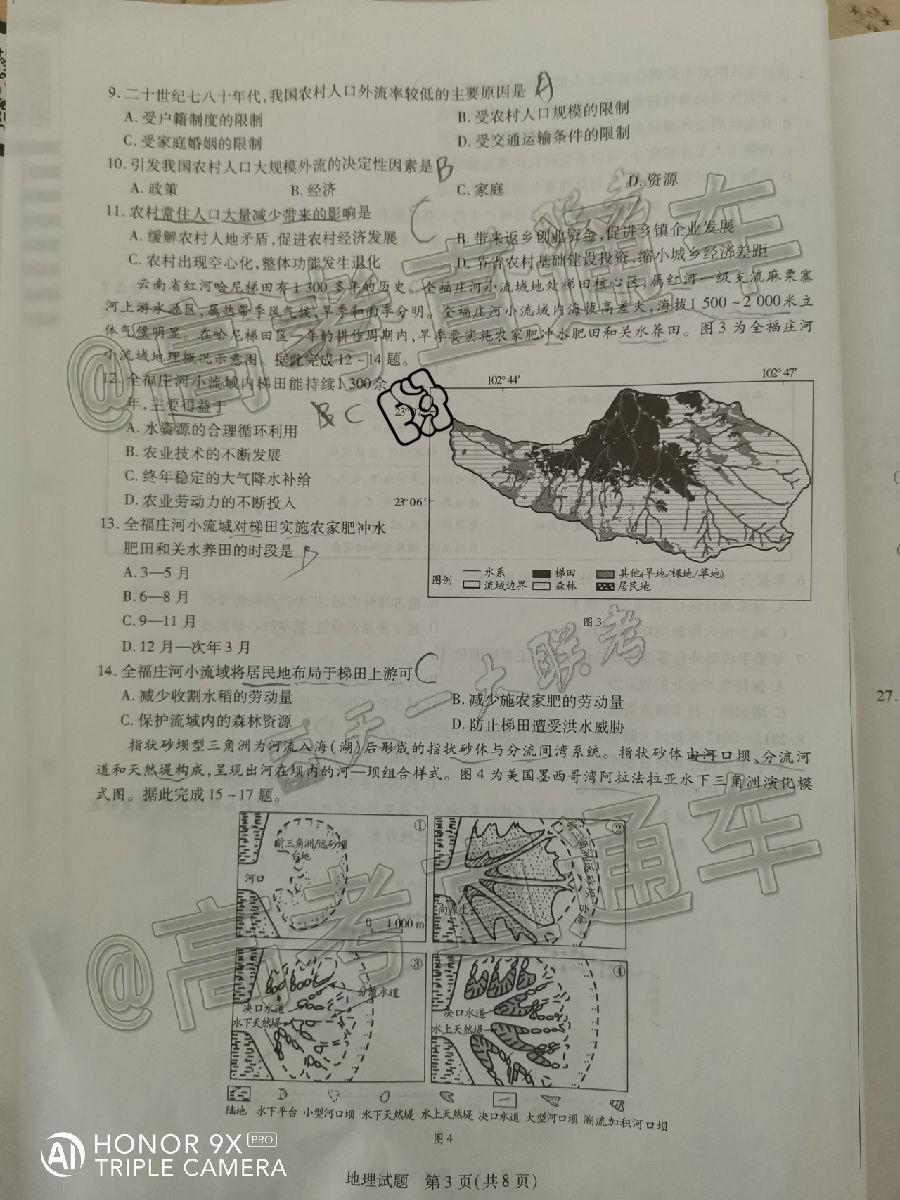 9.二十世纪七八十年代,我国农村人口外流率较低的主要原因是 A
A.受户籍制度的限制 B.受农村人口规模的限制
C.受家庭婚姻的限制 D.受交通运输条件的限制
10.引发我国农村人口大规模外流的决定性因素是 B
A.政策 B.经济 C.家庭 D.资源
11.农村常住人口大量减少带来的影响是 C
A.缓解农村人地矛盾,促进农村经济发展 B.带来返乡创业资金,促进乡镇企业发展
C.农村出现空心化,整体功能发生退化 D.节省农村基础建设投资,缩小城乡经济差距
云南省红河哈尼梯田有1 300多年的历史。全福庄河小流域地处梯田核心区,属红河一级支流麻栗寨
河上游水源区,属热带季风气候,旱季和雨季分明。全福庄河小流域内海拔高差大,海拔1 500~2 000米立
体气候明显。在哈尼梯田区一年的耕作周期内,旱季要实施农家肥冲水肥田和关水养田。图3为全福庄河
小流域地理概况示意图。据此完成12~14题。
12.全福庄河小流域内梯田能持续1 300余
年,主要得益于 C
A.水资源的合理循环利用
B.农业技术的不断发展
C.终年稳定的大气降水补给
D.农业劳动力的不断投入
13.全福庄河小流域对梯田实施农家肥冲水
肥田和关水养田的时段是 D
A.3—5月
B.6—8月
C.9—11月
D.12月—次年3月
102°44′ 102°47′
23°06′
图例 水系 梯田 其他(旱地/裸地/草地)
流域边界 森林 居民地
图3
14.全福庄河小流域将居民地布局于梯田上游可 C
A.减少收割水稻的劳动量 B.减少施农家肥的劳动量
C.保护流域内的森林资源 D.防止梯田遭受洪水威胁
指状砂坝型三角洲为河流入海(湖)后形成的指状砂体与分流间湾系统。指状砂体由河口坝、分流河
道和天然堤构成,呈现出河在坝内的河—坝组合样式。图4为美国墨西哥湾阿拉法拉亚水下三角洲演化模
式图。据此完成15~17题。
① 前三角洲/远砂坝
台地
河口
0 1 000 m
②
③ 分叉水道
决口水道
水下天然堤
④
决口水道
水上天然堤
陆地 水下平台 小型河口坝 水下天然堤 水上天然堤 决口水道 大型河口坝 溯流加积河口坝
图4
地理试题 第3页(共8页)
27.
@高考直通车
天一大联考
@高考直通车
HONOR 9X PRO
TRIPLE CAMERA